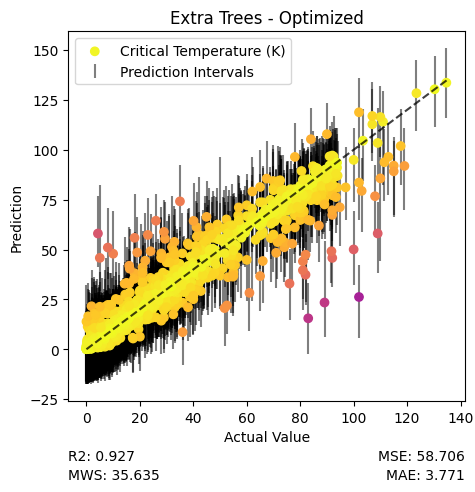 Extra Trees - Optimized
Critical Temperature (K)
Prediction Intervals
150
125
100
75
50
25
0
−25
Prediction
0
20
40
60
80
100
120
140
Actual Value
R2: 0.927
MSE: 58.706
MWS: 35.635
MAE: 3.771